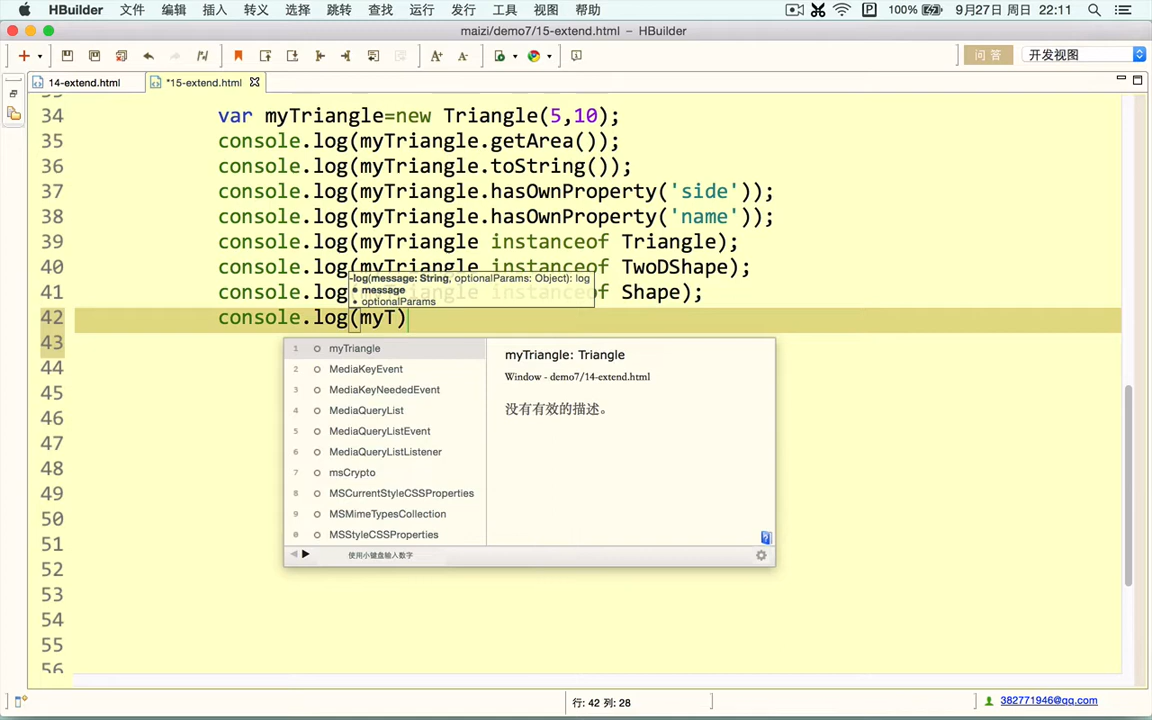 HBuilder 文件 编辑 插入 转义 选择 跳转 查找 运行 发行 工具 视图 帮助 100% 9月27日 周日 22:11
maizi/demo7/15-extend.html – HBuilder
问答 开发视图
14-extend.html *15-extend.html
34 var myTriangle=new Triangle(5,10);
35 console.log(myTriangle.getArea());
36 console.log(myTriangle.toString());
37 console.log(myTriangle.hasOwnProperty('side'));
38 console.log(myTriangle.hasOwnProperty('name'));
39 console.log(myTriangle instanceof Triangle);
40 console.log(myTriangle instanceof TwoDShape);
-log(message: String, optionalParams: Object): log
message
optionalParams
41 console.log(myTriangle instanceof Shape);
42 console.log(myT)
43
44
45
46
47
48
49
50
51
52
53
54
55
56
1 myTriangle
2 MediaKeyEvent
3 MediaKeyNeededEvent
4 MediaQueryList
5 MediaQueryListEvent
6 MediaQueryListListener
7 msCrypto
8 MSCurrentStyleCSSProperties
9 MSMimeTypesCollection
0 MSStyleCSSProperties
使用小键盘输入数字
myTriangle: Triangle
Window - demo7/14-extend.html
没有有效的描述。
行: 42 列: 28
382771946@qq.com